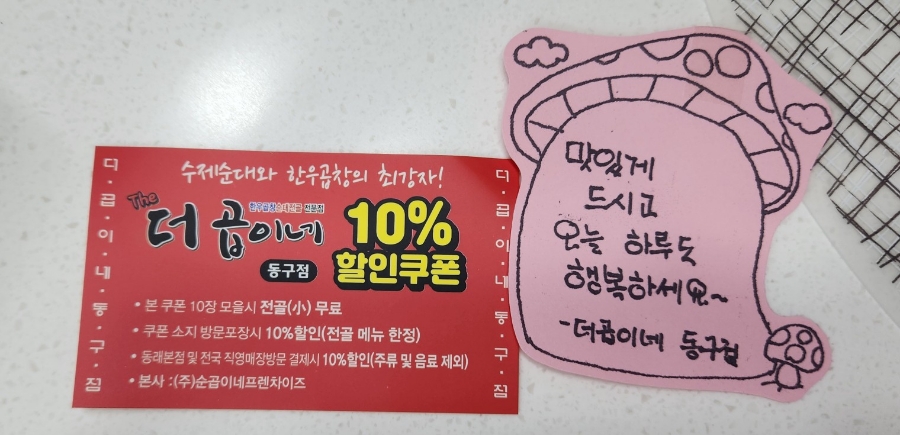 수제순대와 한우곱창의 최강자!
The 더 곱이네
한우곱창순대전골 전문점
동구점
10%
할인쿠폰
• 본 쿠폰 10장 모을시 전골(小) 무료
• 쿠폰 소지 방문포장시 10%할인(전골 메뉴 한정)
• 동래본점 및 전국 직영매장방문 결제시 10%할인(주류 및 음료 제외)
• 본사 : (주)순곱이네프렌차이즈
더·곱·이·네·동·구·점
더·곱·이·네·동·구·점
맛있게
드시고
오늘 하루도
행복하세요~
-더곱이네 동구점